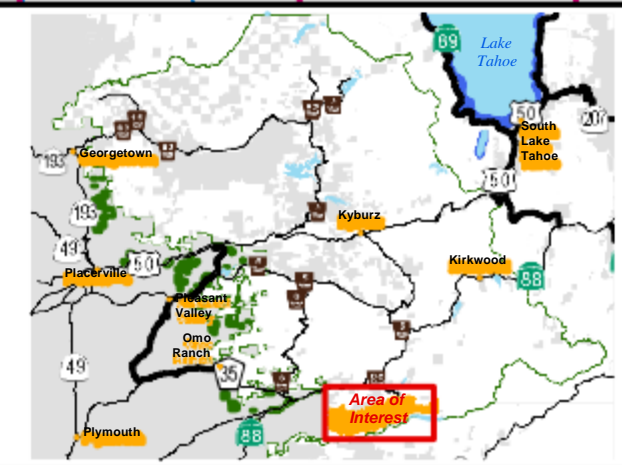 89
Lake
Tahoe
50
South
Lake
Tahoe
Georgetown
193
50
193
Kyburz
49
50
Kirkwood
88
Placerville
Pleasant
Valley
Omo
Ranch
35
49
Area of
Interest
Plymouth
88